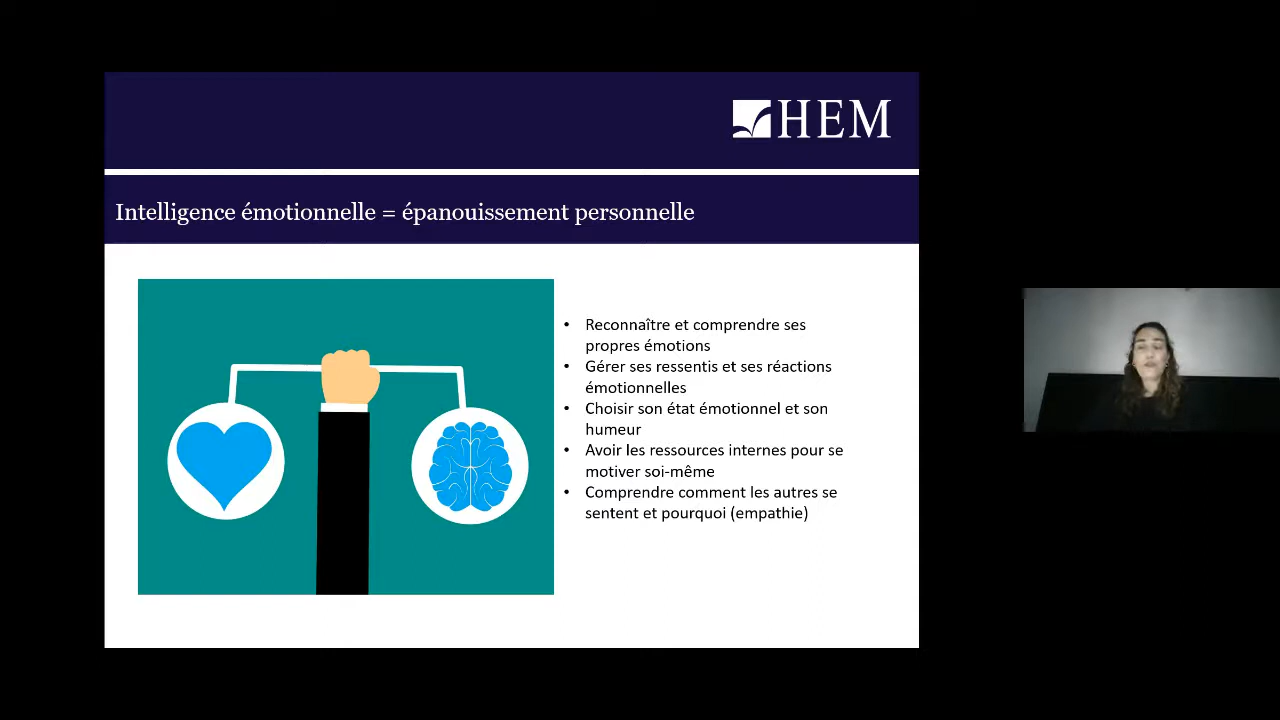 HEM
Intelligence émotionnelle = épanouissement personnelle
• Reconnaître et comprendre ses
propres émotions
• Gérer ses ressentis et ses réactions
émotionnelles
• Choisir son état émotionnel et son
humeur
• Avoir les ressources internes pour se
motiver soi-même
• Comprendre comment les autres se
sentent et pourquoi (empathie)